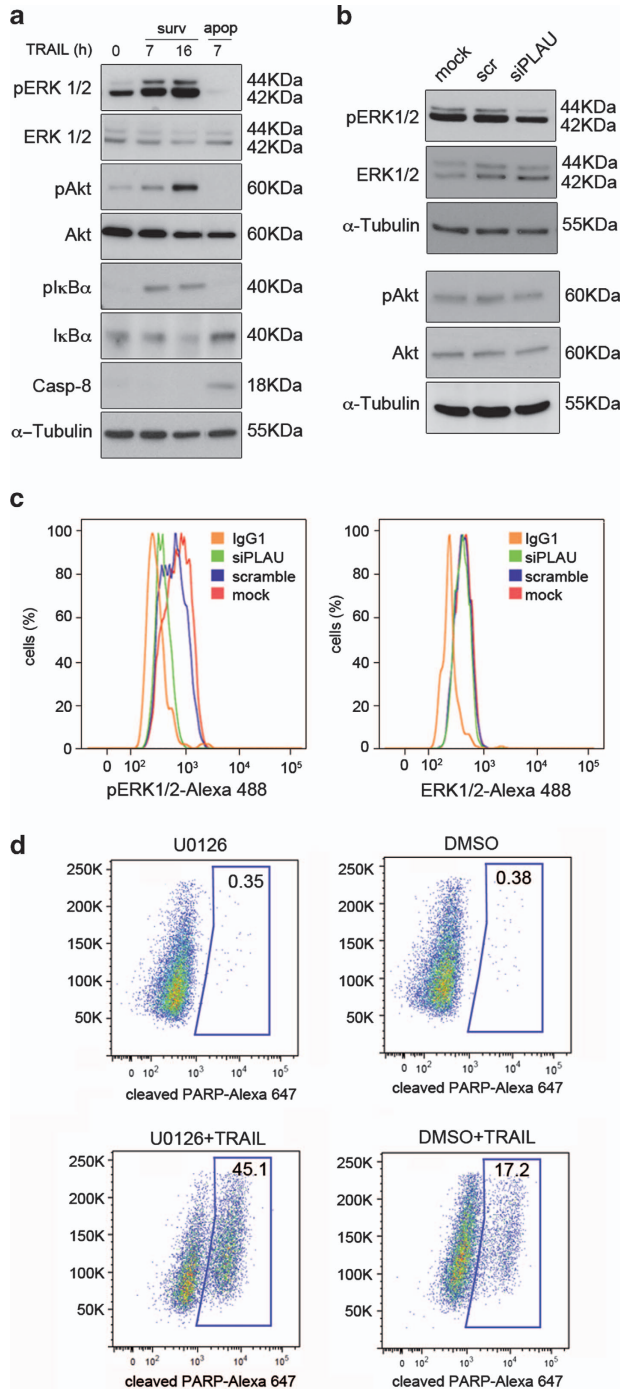 a
surv apop
TRAIL (h) 0 7 16 7
pERK 1/2 44KDa
42KDa
ERK 1/2 44KDa
42KDa
pAkt 60KDa
Akt 60KDa
pIκBα 40KDa
IκBα 40KDa
Casp-8 18KDa
α-Tubulin 55KDa
b
mock scr siPLAU
pERK1/2 44KDa
42KDa
ERK1/2 44KDa
42KDa
α-Tubulin 55KDa
pAkt 60KDa
Akt 60KDa
α-Tubulin 55KDa
c
cells (%)
100
80
60
40
20
0
IgG1
siPLAU
scramble
mock
0 10² 10³ 10⁴ 10⁵
pERK1/2-Alexa 488
cells (%)
100
80
60
40
20
0
IgG1
siPLAU
scramble
mock
0 10² 10³ 10⁴ 10⁵
ERK1/2-Alexa 488
d
U0126
250K
200K
150K
100K
50K
0.35
0 10² 10³ 10⁴ 10⁵
cleaved PARP-Alexa 647
DMSO
250K
200K
150K
100K
50K
0.38
0 10² 10³ 10⁴ 10⁵
cleaved PARP-Alexa 647
U0126+TRAIL
250K
200K
150K
100K
50K
45.1
0 10² 10³ 10⁴ 10⁵
cleaved PARP-Alexa 647
DMSO+TRAIL
250K
200K
150K
100K
50K
17.2
0 10² 10³ 10⁴ 10⁵
cleaved PARP-Alexa 647